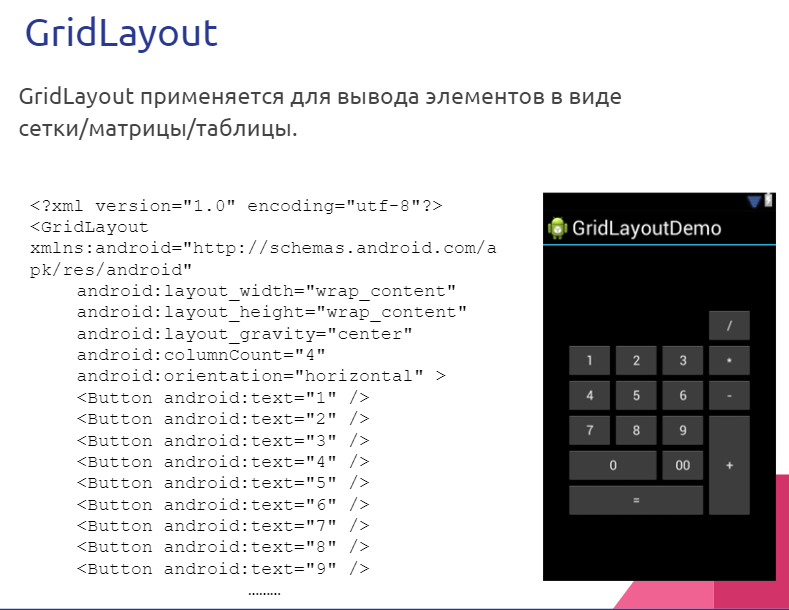 GridLayout
GridLayout применяется для вывода элементов в виде
сетки/матрицы/таблицы.
<?xml version="1.0" encoding="utf-8"?>
<GridLayout
xmlns:android="http://schemas.android.com/a
pk/res/android"
android:layout_width="wrap_content"
android:layout_height="wrap_content"
android:layout_gravity="center"
android:columnCount="4"
android:orientation="horizontal" >
<Button android:text="1" />
<Button android:text="2" />
<Button android:text="3" />
<Button android:text="4" />
<Button android:text="5" />
<Button android:text="6" />
<Button android:text="7" />
<Button android:text="8" />
<Button android:text="9" />
.........
GridLayoutDemo
/
1 2 3 *
4 5 6 -
7 8 9
0 00 +
=